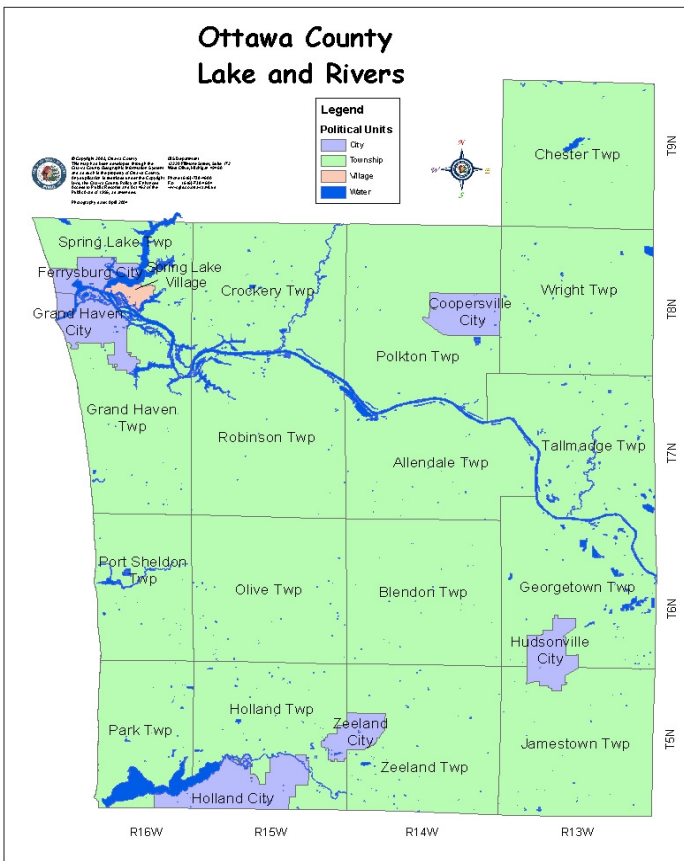 Ottawa County
Lake and Rivers
Legend
Political Units
City
Township
Village
Water
N
W
E
S
Chester Twp
T9N
Spring Lake Twp
Ferrysburg City
Spring Lake
Village
Crockery Twp
Coopersville
City
Wright Twp
T8N
Grand Haven
City
Polkton Twp
Grand Haven
Twp
Robinson Twp
Allendale Twp
Tallmadge Twp
T7N
Port Sheldon
Twp
Olive Twp
Blendon Twp
Georgetown Twp
T6N
Hudsonville
City
Park Twp
Holland Twp
Zeeland
City
Zeeland Twp
Jamestown Twp
T5N
Holland City
R16W
R15W
R14W
R13W